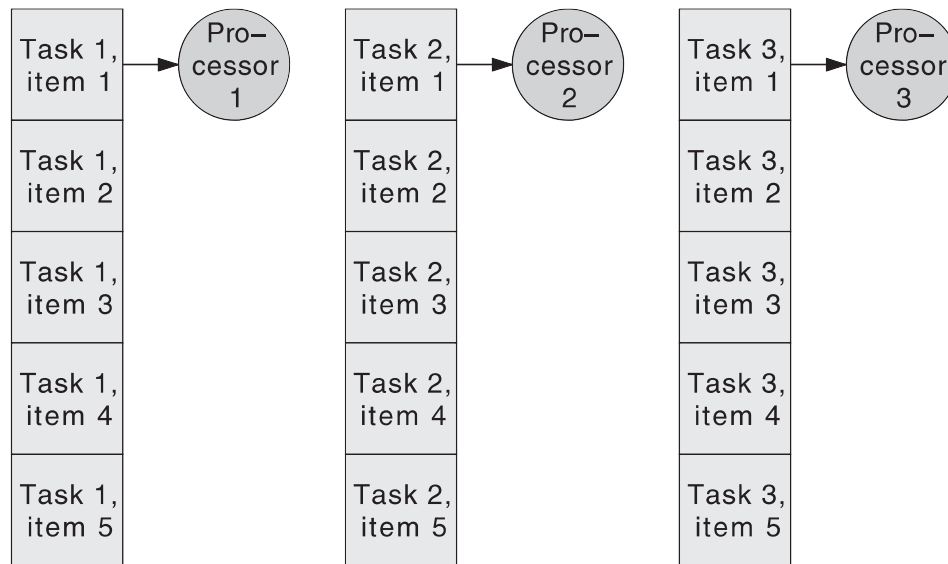 Task 1,
item 1
Pro–
cessor
1
Task 2,
item 1
Pro–
cessor
2
Task 3,
item 1
Pro–
cessor
3
Task 1,
item 2
Task 2,
item 2
Task 3,
item 2
Task 1,
item 3
Task 2,
item 3
Task 3,
item 3
Task 1,
item 4
Task 2,
item 4
Task 3,
item 4
Task 1,
item 5
Task 2,
item 5
Task 3,
item 5